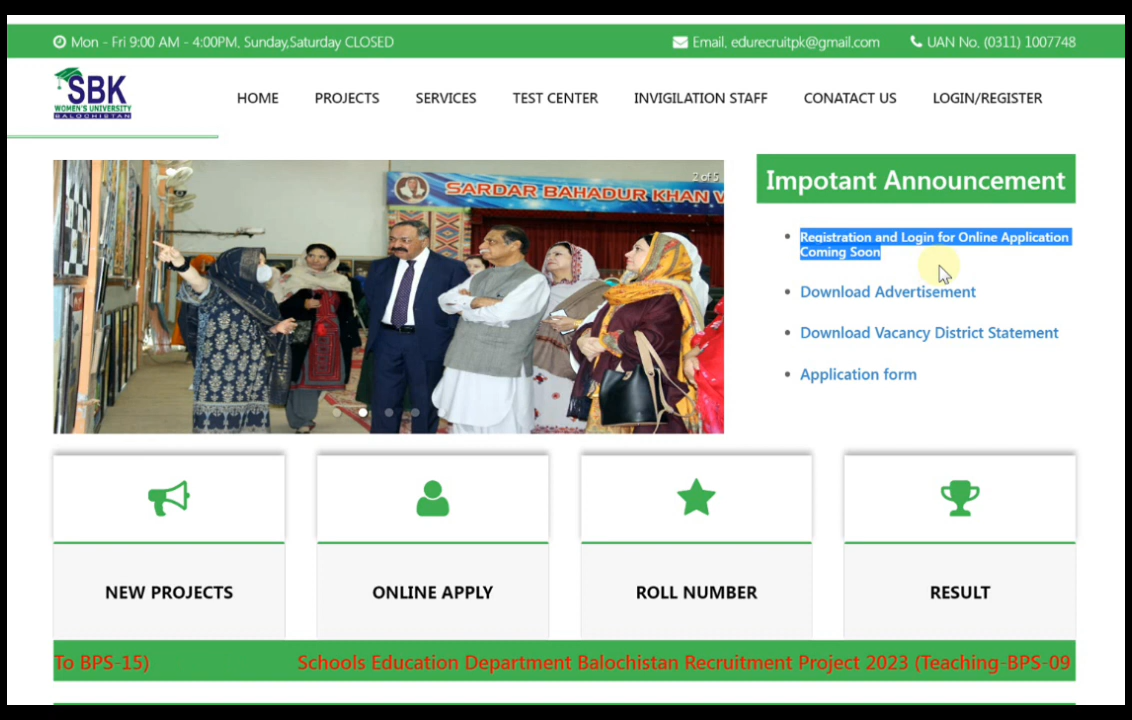 Mon - Fri 9:00 AM - 4:00PM, Sunday,Saturday CLOSED
Email. edurecruitpk@gmail.com
UAN No. (0311) 1007748
SBK
WOMEN'S UNIVERSITY
BALOCHISTAN
HOME PROJECTS SERVICES TEST CENTER INVIGILATION STAFF CONATACT US LOGIN/REGISTER
2 of 5
SARDAR BAHADUR KHAN
Impotant Announcement
Registration and Login for Online Application
Coming Soon
Download Advertisement
Download Vacancy District Statement
Application form
NEW PROJECTS
ONLINE APPLY
ROLL NUMBER
RESULT
To BPS-15) Schools Education Department Balochistan Recruitment Project 2023 (Teaching-BPS-09